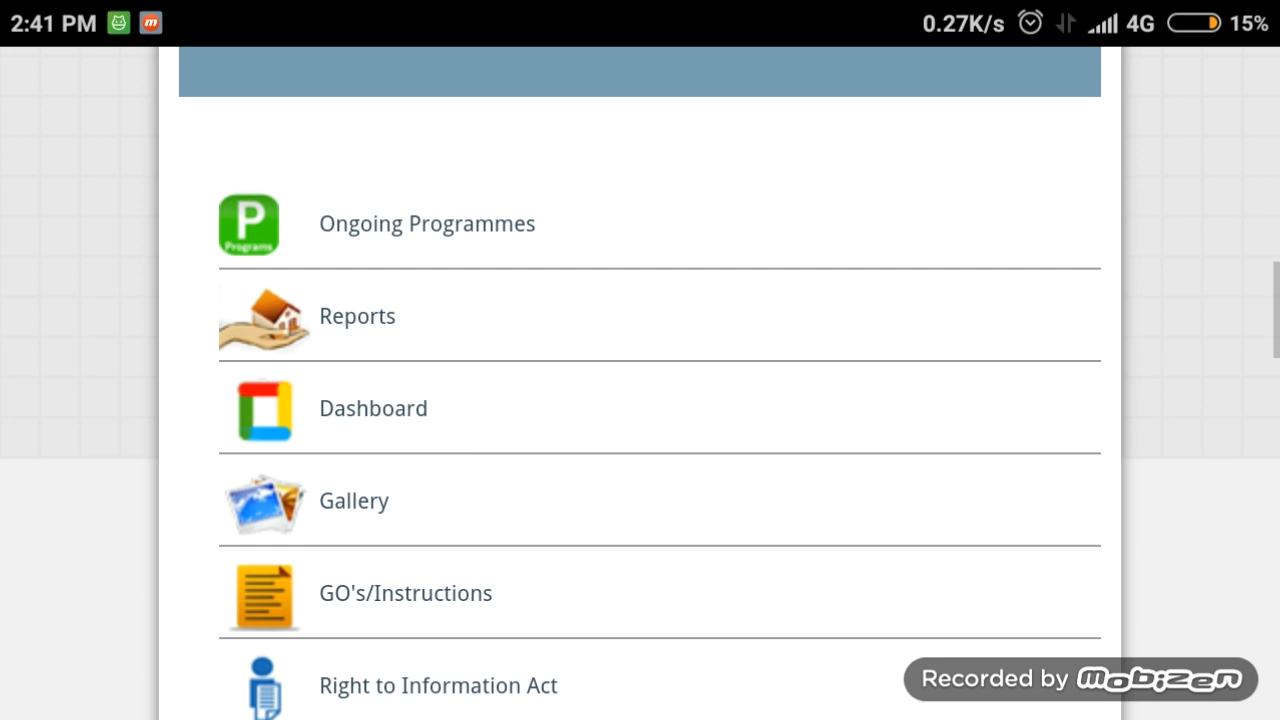 2:41 PM m 0.27K/s 4G 15%
P
Programs
Ongoing Programmes
Reports
Dashboard
Gallery
GO's/Instructions
Right to Information Act
Recorded by mobizen